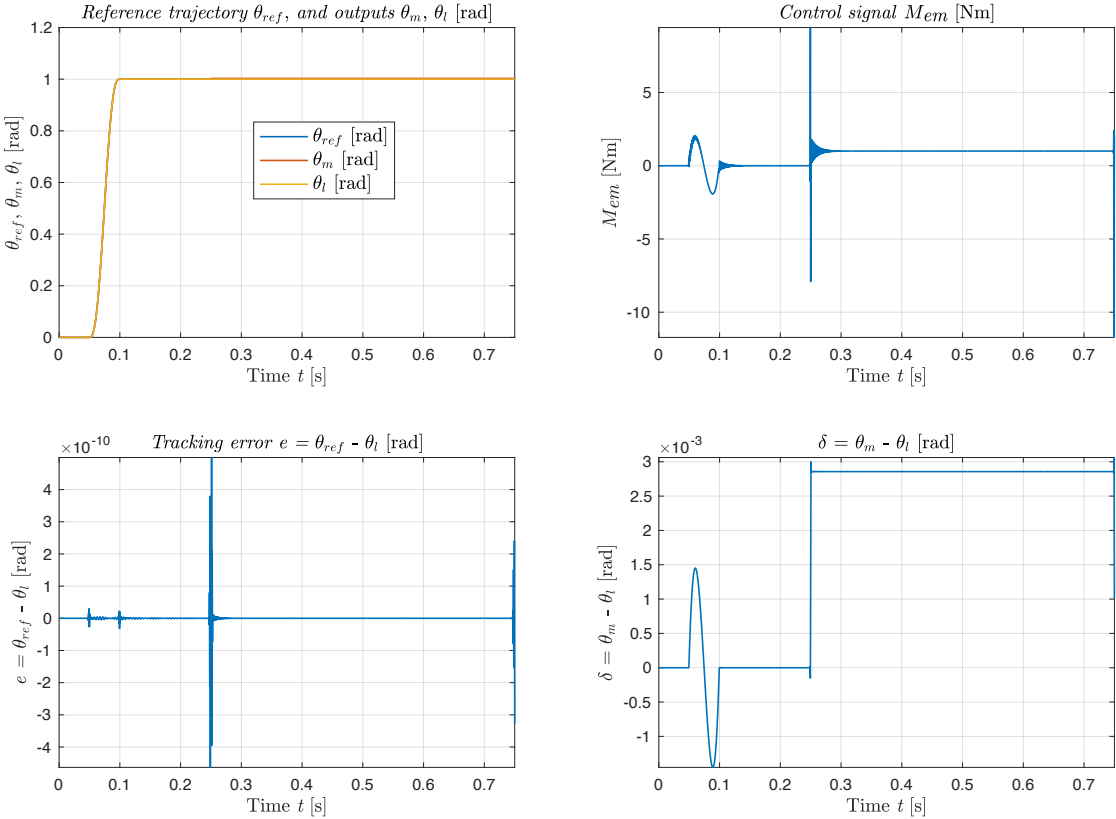 Reference trajectory θref, and outputs θm, θl [rad]
1.2
1
0.8
0.6
0.4
0.2
0
θref, θm, θl [rad]
θref [rad]
θm [rad]
θl [rad]
0 0.1 0.2 0.3 0.4 0.5 0.6 0.7
Time t [s]
Control signal Mem [Nm]
5
0
-5
-10
Mem [Nm]
0 0.1 0.2 0.3 0.4 0.5 0.6 0.7
Time t [s]
×10-10
Tracking error e = θref - θl [rad]
4
3
2
1
0
-1
-2
-3
-4
e = θref - θl [rad]
0 0.1 0.2 0.3 0.4 0.5 0.6 0.7
Time t [s]
×10-3
δ = θm - θl [rad]
3
2.5
2
1.5
1
0.5
0
-0.5
-1
δ = θm - θl [rad]
0 0.1 0.2 0.3 0.4 0.5 0.6 0.7
Time t [s]